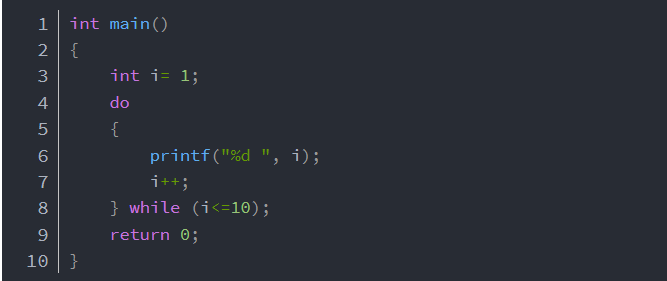 1 int main()
2 {
3     int i= 1;
4     do
5     {
6         printf("%d ", i);
7         i++;
8     } while (i<=10);
9     return 0;
10 }